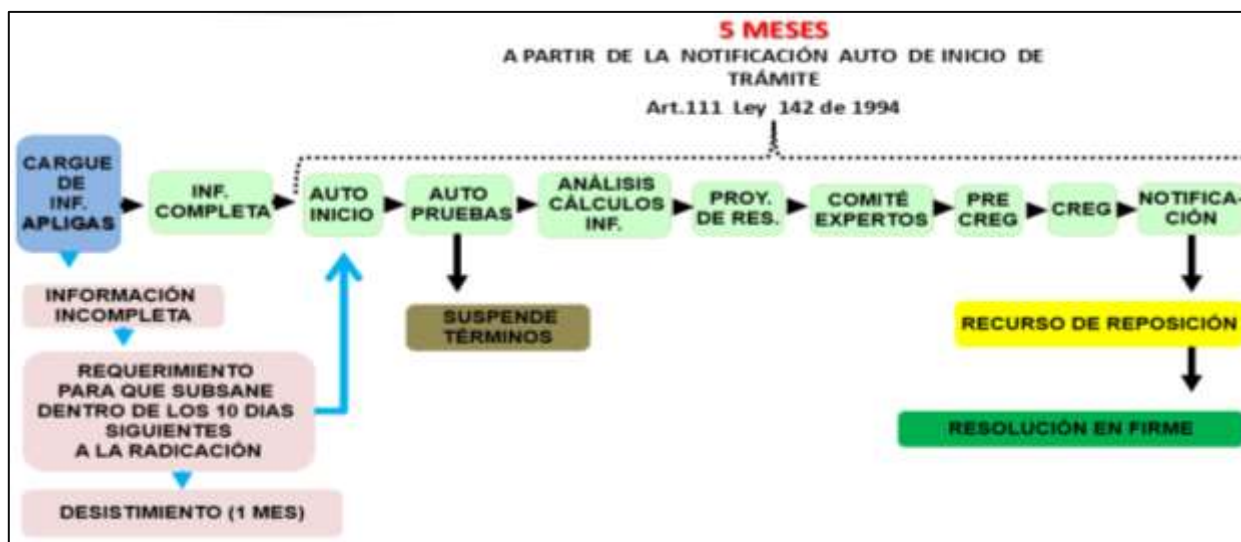 5 MESES
A PARTIR DE LA NOTIFICACIÓN AUTO DE INICIO DE
TRÁMITE
Art.111 Ley 142 de 1994
CARGUE
DE
INF.
APLIGAS
INF.
COMPLETA
AUTO
INICIO
AUTO
PRUEBAS
ANÁLISIS
CÁLCULOS
INF.
PROY.
DE RES.
COMITÉ
EXPERTOS
PRE
CREG
CREG
NOTIFICA-
CIÓN
INFORMACIÓN
INCOMPLETA
SUSPENDE
TÉRMINOS
RECURSO DE REPOSICIÓN
REQUERIMIENTO
PARA QUE SUBSANE
DENTRO DE LOS 10 DIAS
SIGUIENTES
A LA RADICACIÓN
RESOLUCIÓN EN FIRME
DESISTIMIENTO (1 MES)